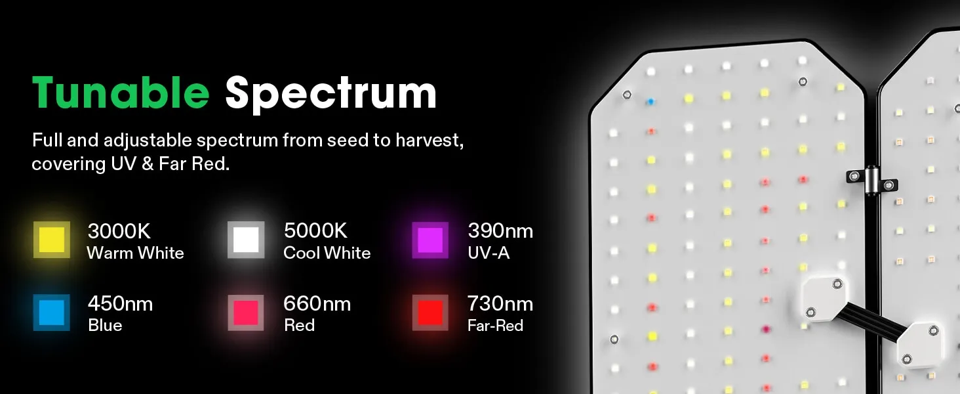 Tunable Spectrum
Full and adjustable spectrum from seed to harvest,
covering UV & Far Red.
3000K
Warm White
5000K
Cool White
390nm
UV-A
450nm
Blue
660nm
Red
730nm
Far-Red